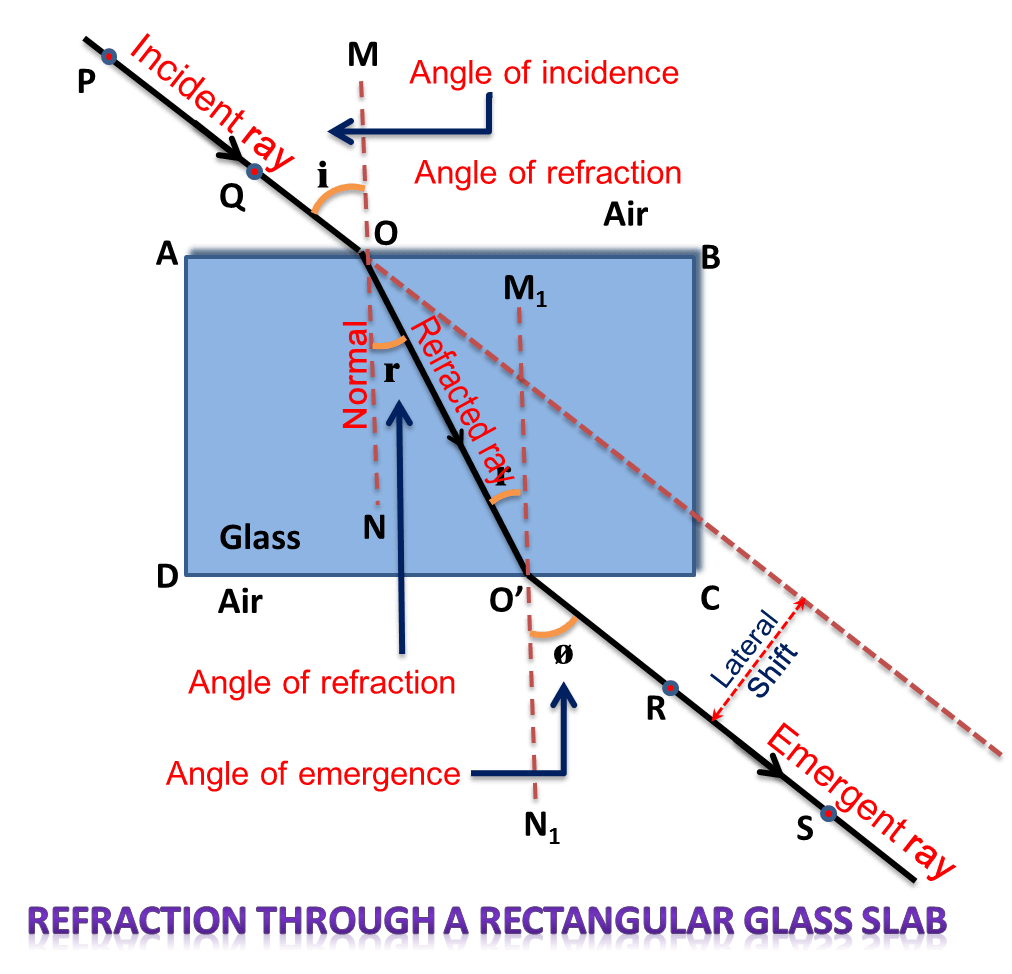 M
P
Incident ray
Angle of incidence
Q
i
Angle of refraction
Air
A
O
B
M₁
Normal
r
Refracted ray
r
N
Glass
D
Air
O’
C
ø
Lateral
Shift
Angle of refraction
R
Angle of emergence
Emergent ray
S
N₁
REFRACTION THROUGH A RECTANGULAR GLASS SLAB